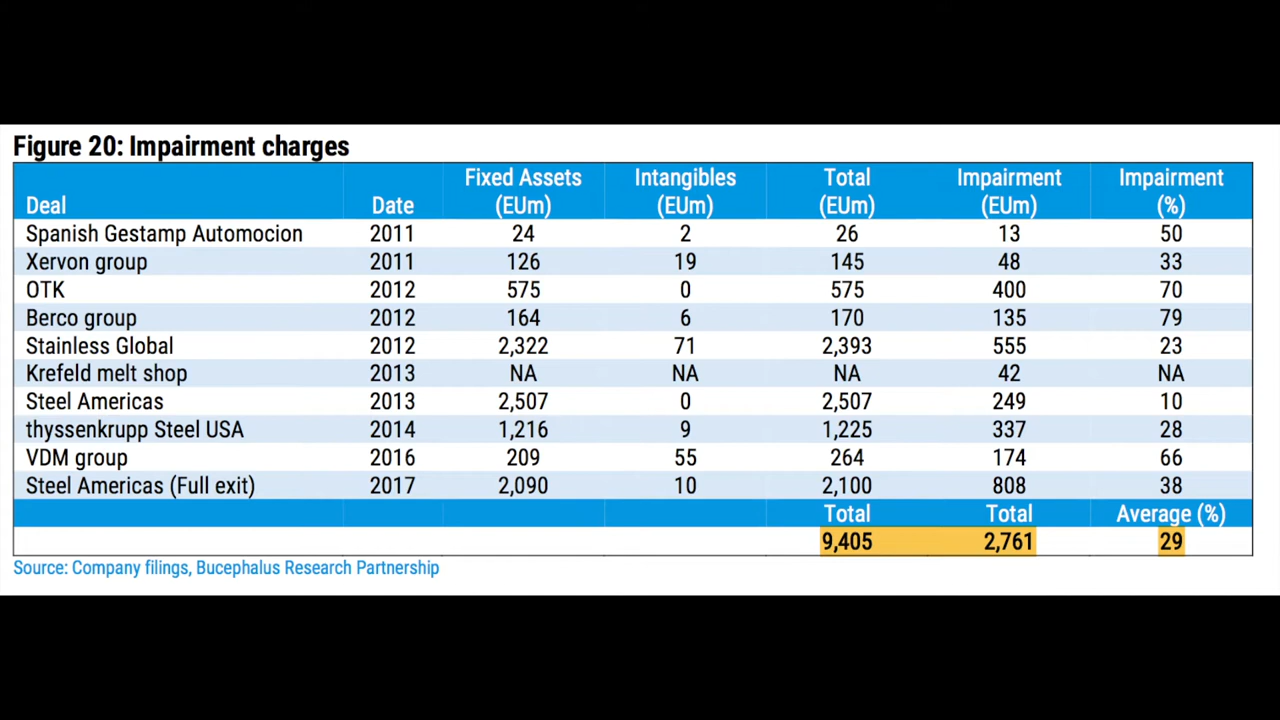 Figure 20: Impairment charges
Fixed Assets Intangibles Total Impairment Impairment
Deal Date (EUm) (EUm) (EUm) (EUm) (%)
Spanish Gestamp Automocion 2011 24 2 26 13 50
Xervon group 2011 126 19 145 48 33
OTK 2012 575 0 575 400 70
Berco group 2012 164 6 170 135 79
Stainless Global 2012 2,322 71 2,393 555 23
Krefeld melt shop 2013 NA NA NA 42 NA
Steel Americas 2013 2,507 0 2,507 249 10
thyssenkrupp Steel USA 2014 1,216 9 1,225 337 28
VDM group 2016 209 55 264 174 66
Steel Americas (Full exit) 2017 2,090 10 2,100 808 38
Total Total Average (%)
9,405 2,761 29
Source: Company filings, Bucephalus Research Partnership